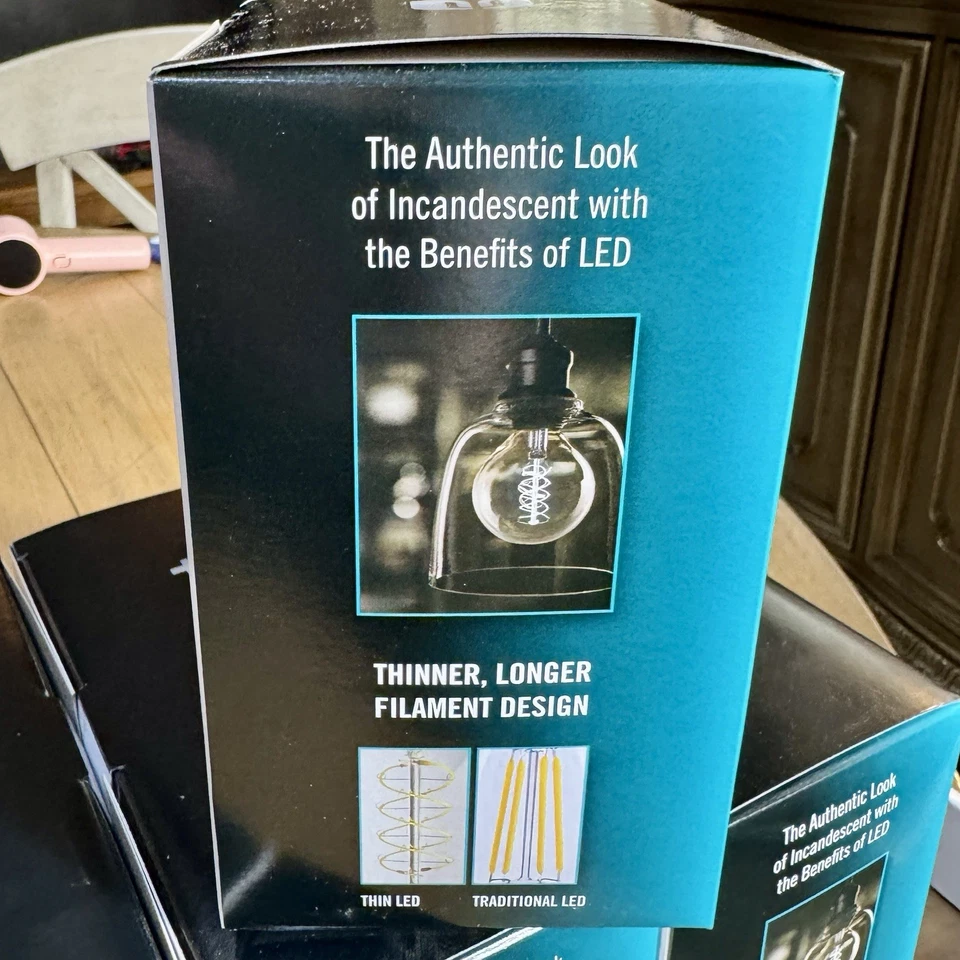 The Authentic Look
of Incandescent with
the Benefits of LED
THINNER, LONGER
FILAMENT DESIGN
THIN LED
TRADITIONAL LED
The Authentic Look
of Incandescent with
the Benefits of LED